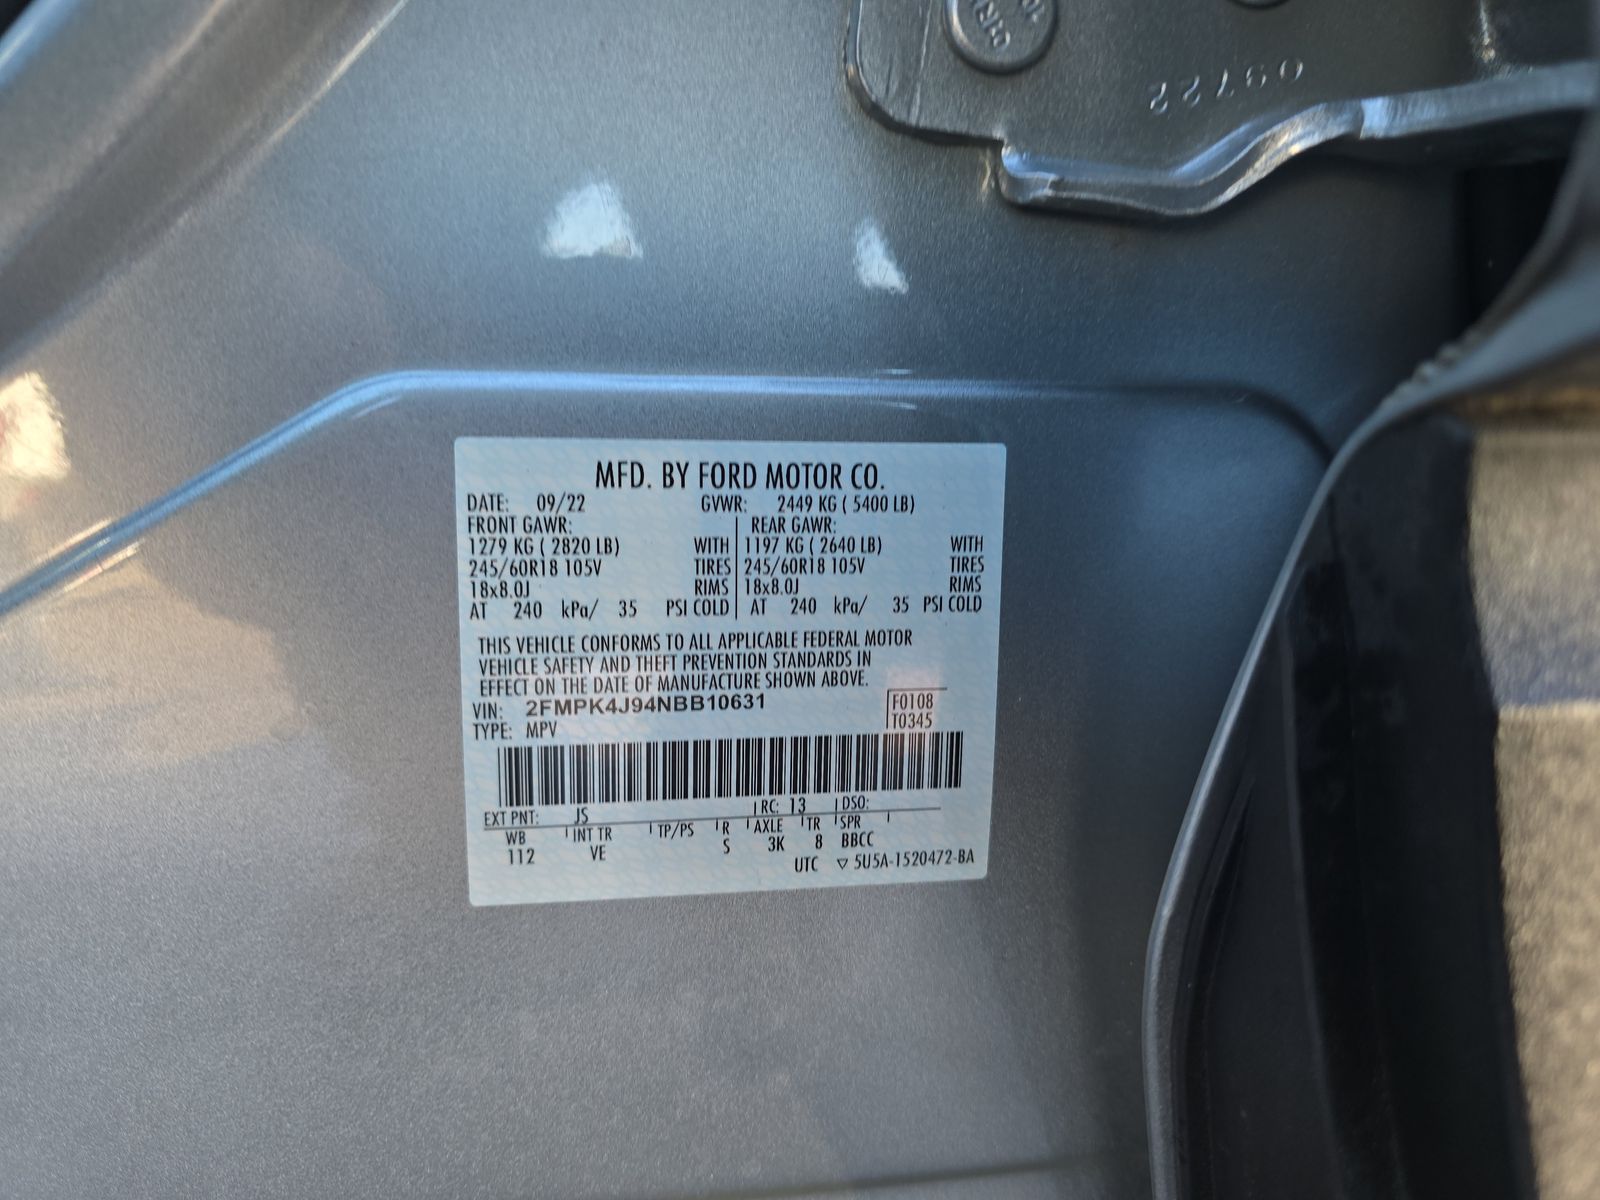 09722
MFD. BY FORD MOTOR CO.
DATE: 09/22 GVWR: 2449 KG ( 5400 LB)
FRONT GAWR: REAR GAWR:
1279 KG ( 2820 LB) WITH 1197 KG ( 2640 LB) WITH
245/60R18 105V TIRES 245/60R18 105V TIRES
18x8.0J RIMS 18x8.0J RIMS
AT 240 kPa/ 35 PSI COLD AT 240 kPa/ 35 PSI COLD
THIS VEHICLE CONFORMS TO ALL APPLICABLE FEDERAL MOTOR
VEHICLE SAFETY AND THEFT PREVENTION STANDARDS IN
EFFECT ON THE DATE OF MANUFACTURE SHOWN ABOVE.
VIN: 2FMPK4J94NBB10631 F0108
TYPE: MPV T0345
EXT PNT: JS RC: 13 DSO:
WB INT TR TP/PS R AXLE TR SPR
112 VE S 3K 8 BBCC
UTC ▽ 5U5A-1520472-BA